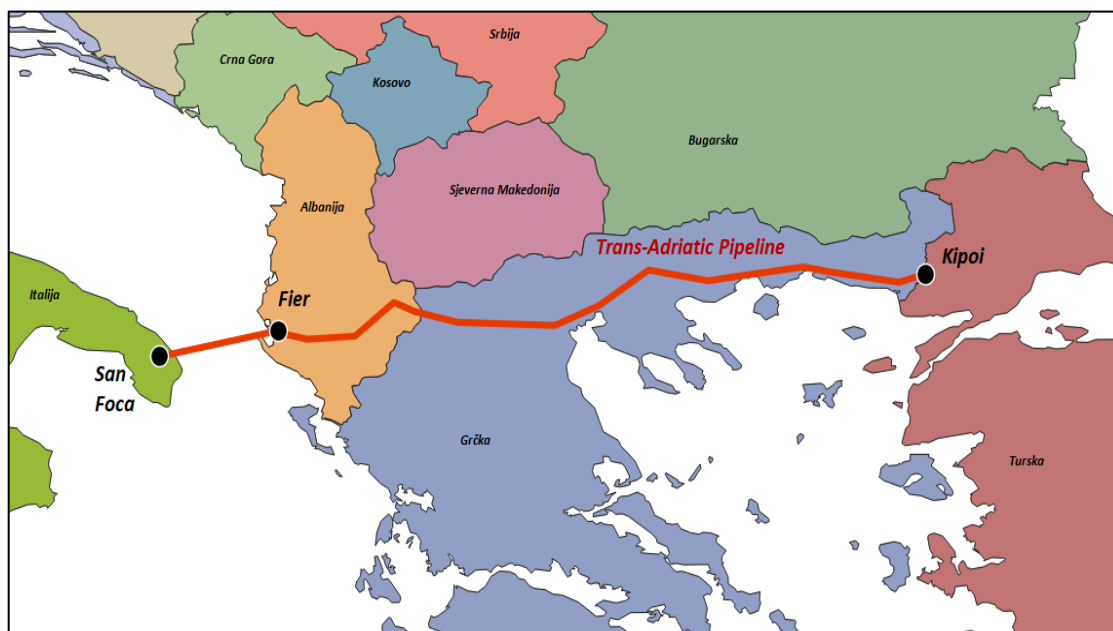 Srbija
Crna Gora
Kosovo
Bugarska
Sjeverna Makedonija
Albanija
Trans-Adriatic Pipeline
Kipoi
Italija
Fier
San
Foca
Grčka
Turska